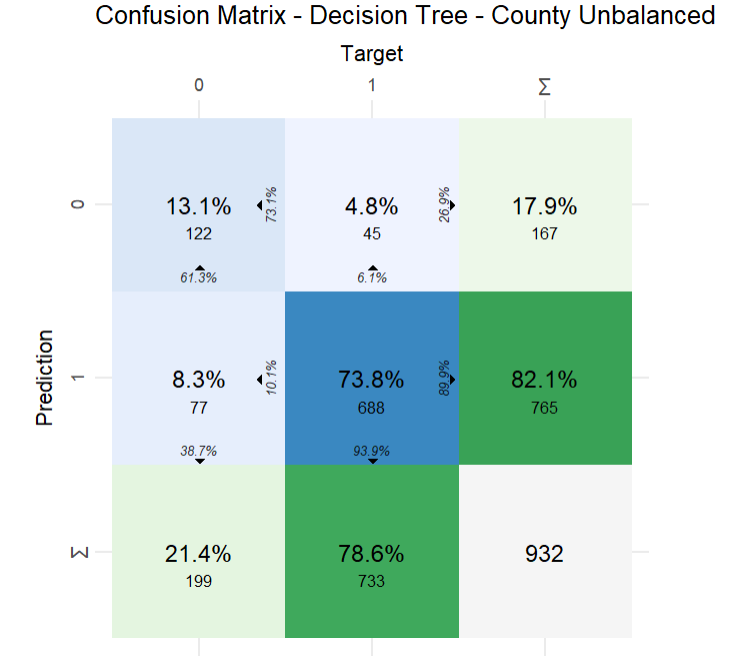 Confusion Matrix - Decision Tree - County Unbalanced
Target
0 1 ∑
Prediction
0
13.1% 4.8% 17.9%
122 45 167
73.1% 26.9%
61.3% 6.1%
1
8.3% 73.8% 82.1%
77 688 765
10.1% 89.9%
38.7% 93.9%
∑
21.4% 78.6% 932
199 733